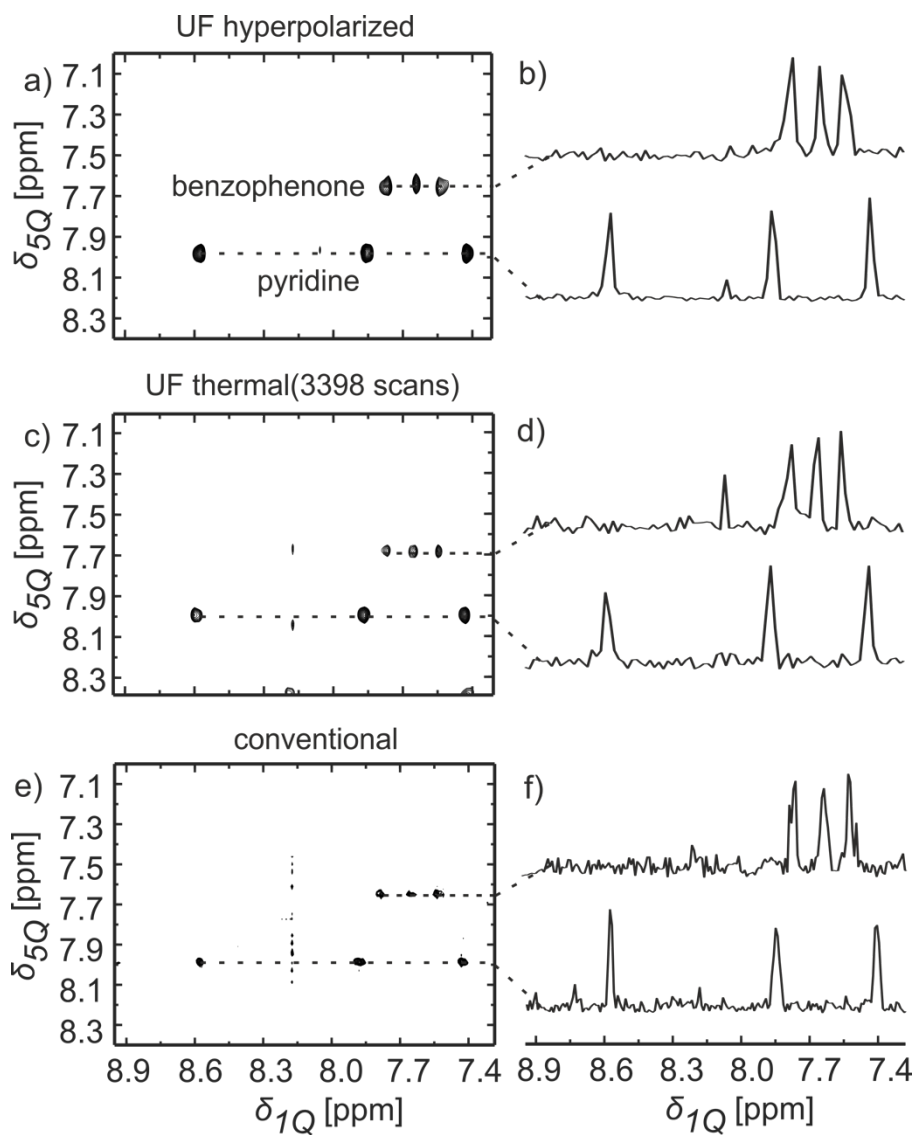 UF hyperpolarized
a)
b)
7.1
7.3
7.5
7.7
7.9
8.1
8.3
δ5Q [ppm]
benzophenone
pyridine
UF thermal(3398 scans)
c)
d)
7.1
7.3
7.5
7.7
7.9
8.1
8.3
δ5Q [ppm]
conventional
e)
f)
7.1
7.3
7.5
7.7
7.9
8.1
8.3
δ5Q [ppm]
8.9 8.6 8.3 8.0 7.7 7.4
δ1Q [ppm]
8.9 8.6 8.3 8.0 7.7 7.4
δ1Q [ppm]